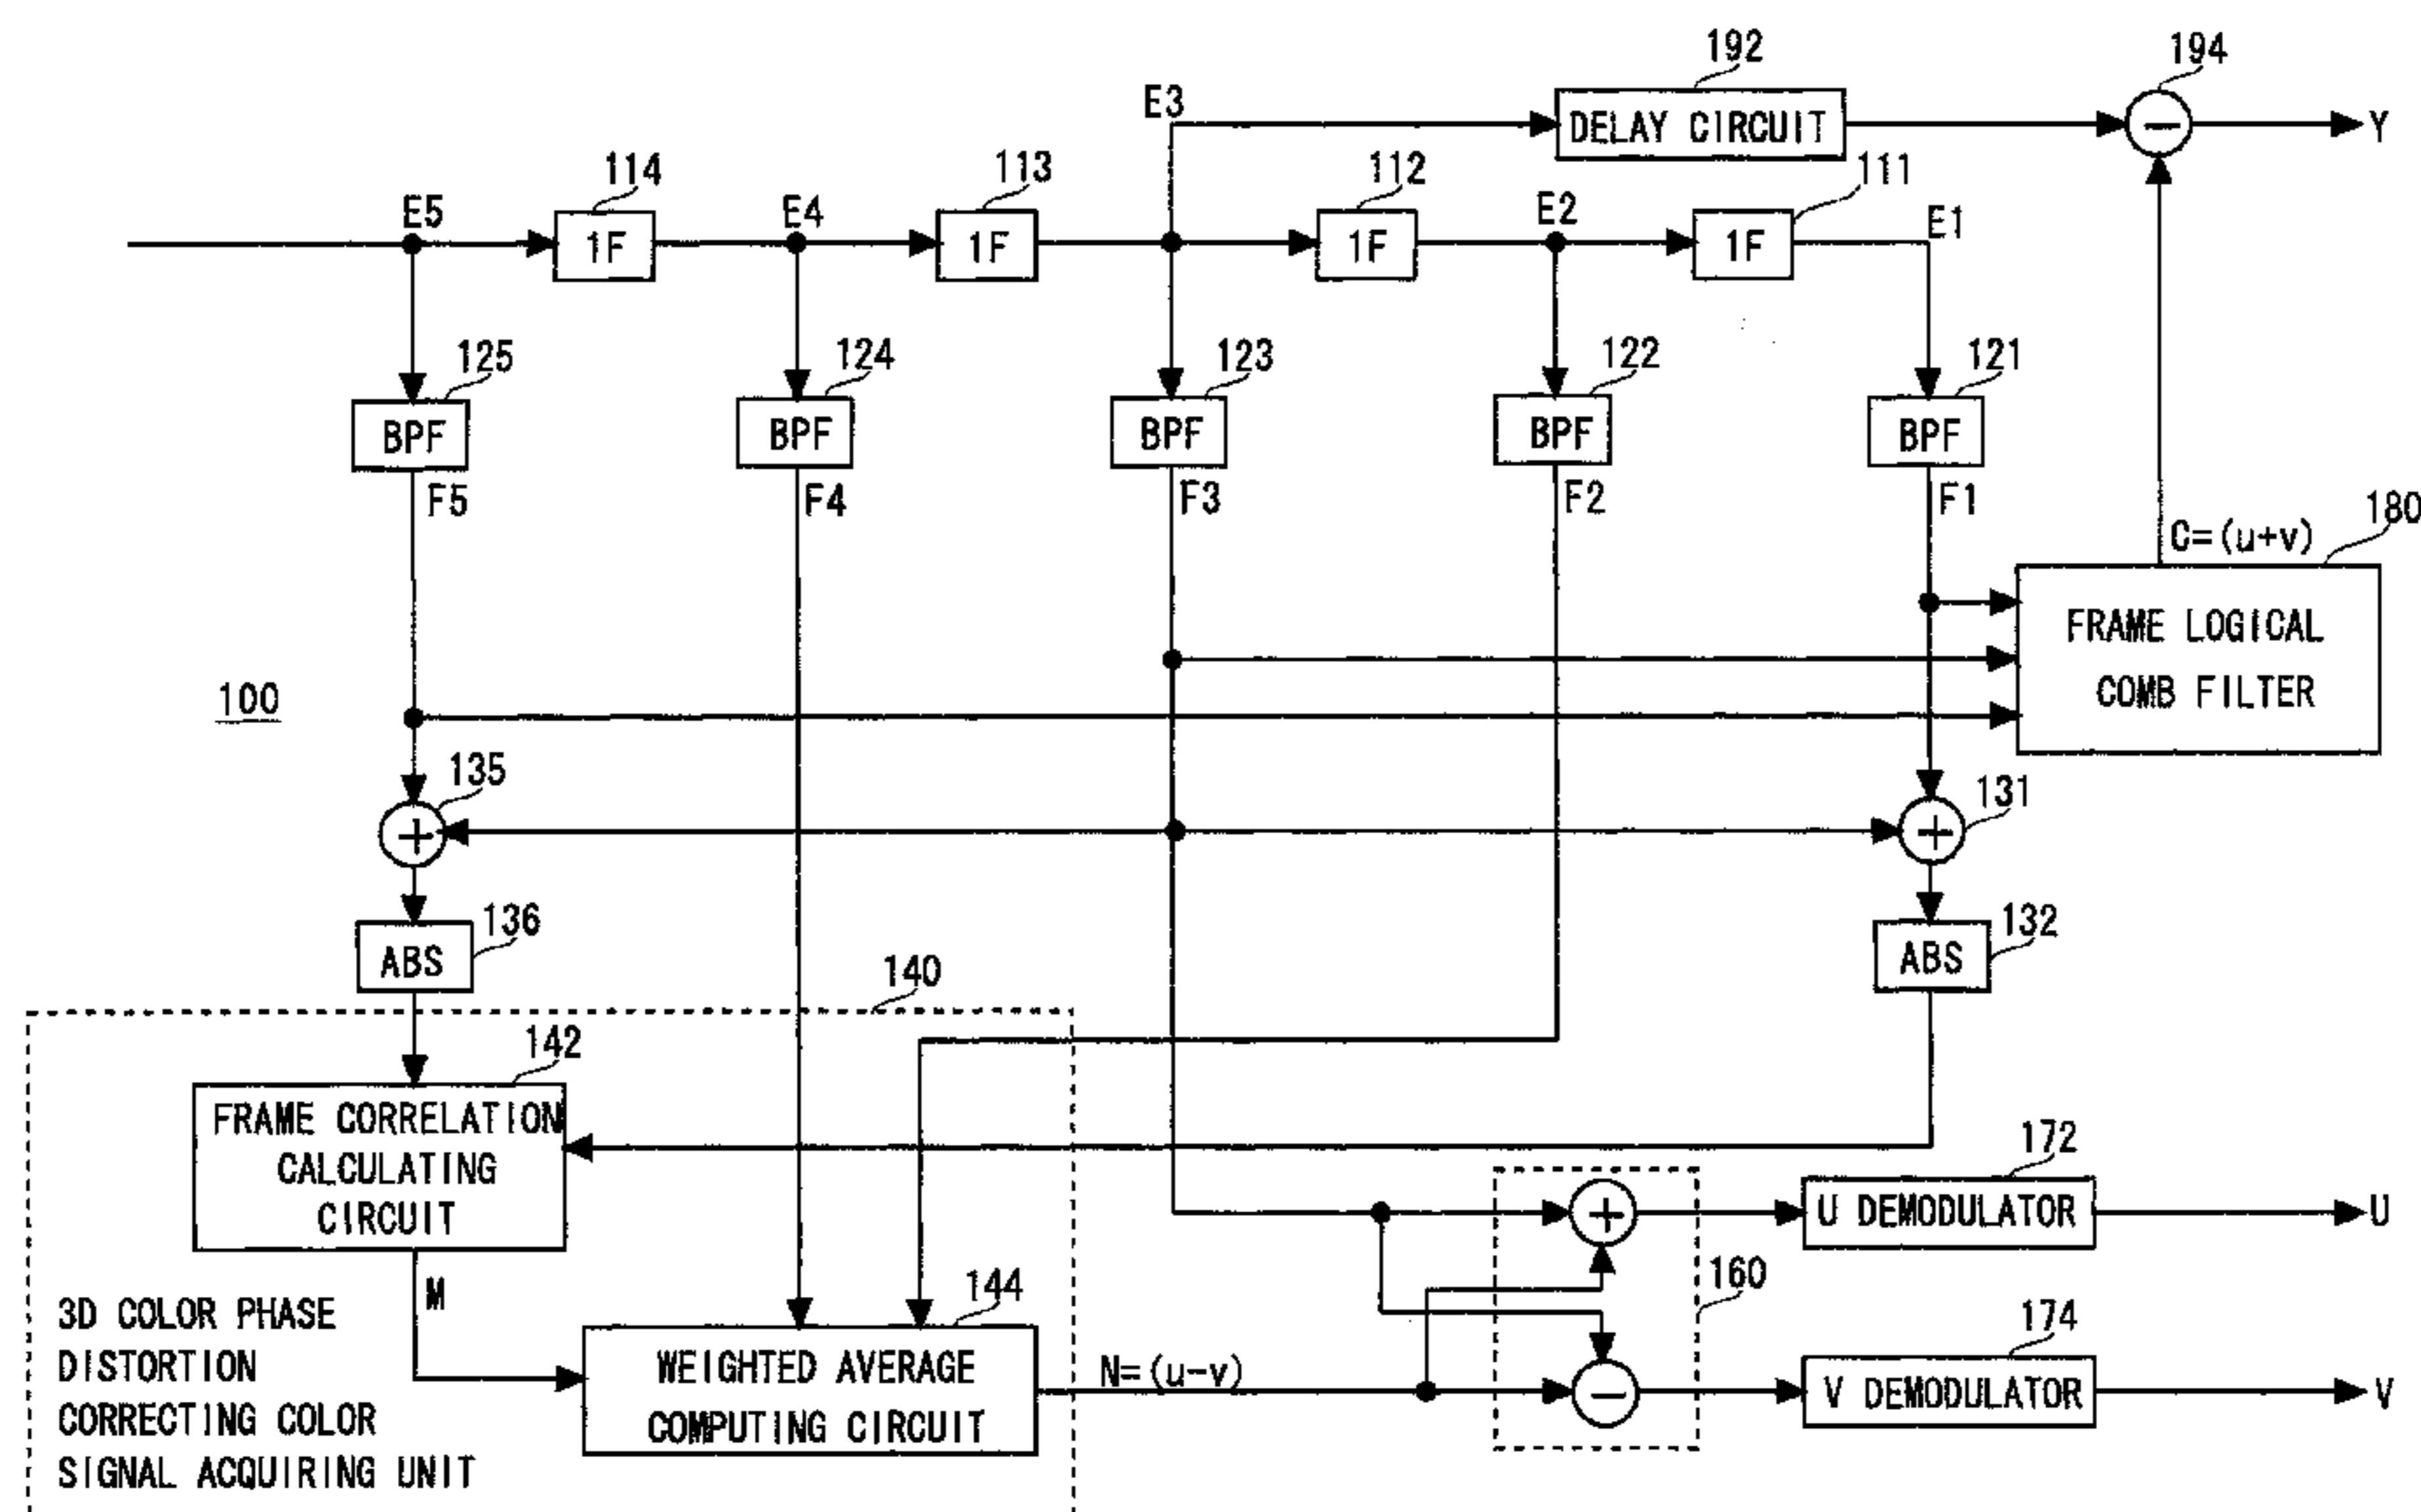 192
194
E3
DELAY CIRCUIT
−
Y
114
113
112
111
E5
1F
E4
1F
1F
E2
1F
E1
125
124
123
122
121
BPF
BPF
BPF
BPF
BPF
F5
F4
F3
F2
F1
180
C=(u+v)
FRAME LOGICAL
COMB FILTER
100
135
131
+
+
136
132
ABS
ABS
140
142
FRAME CORRELATION
CALCULATING
CIRCUIT
172
+
U DEMODULATOR
U
M
144
160
174
3D COLOR PHASE
DISTORTION
CORRECTING COLOR
SIGNAL ACQUIRING UNIT
WEIGHTED AVERAGE
COMPUTING CIRCUIT
N=(u-v)
−
V DEMODULATOR
V